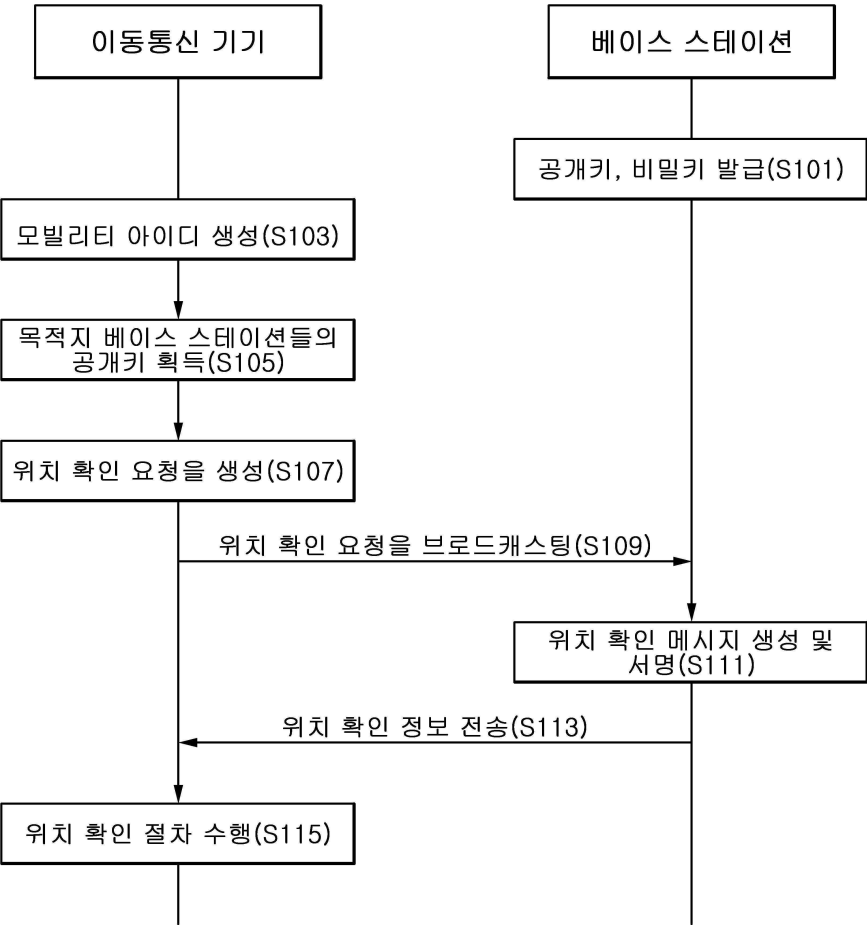 이동통신 기기
베이스 스테이션
공개키, 비밀키 발급(S101)
모빌리티 아이디 생성(S103)
목적지 베이스 스테이션들의
공개키 획득(S105)
위치 확인 요청을 생성(S107)
위치 확인 요청을 브로드캐스팅(S109)
위치 확인 메시지 생성 및
서명(S111)
위치 확인 정보 전송(S113)
위치 확인 절차 수행(S115)